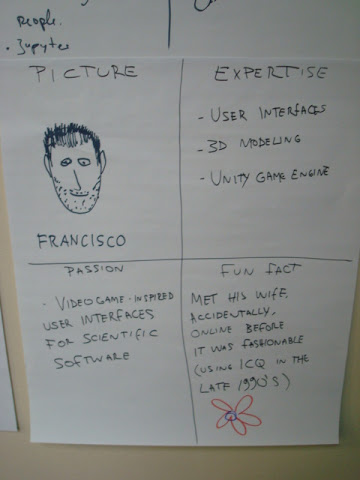 people.
· Jupyter
PICTURE
FRANCISCO
EXPERTISE
- USER INTERFACES
- 3D MODELING
- UNITY GAME ENGINE
PASSION
· VIDEOGAME-INSPIRED
USER INTERFACES
FOR SCIENTIFIC
SOFTWARE
FUN FACT
MET HIS WIFE,
ACCIDENTALLY,
ONLINE BEFORE
IT WAS FASHIONABLE
(USING ICQ IN THE
LATE 1990'S)